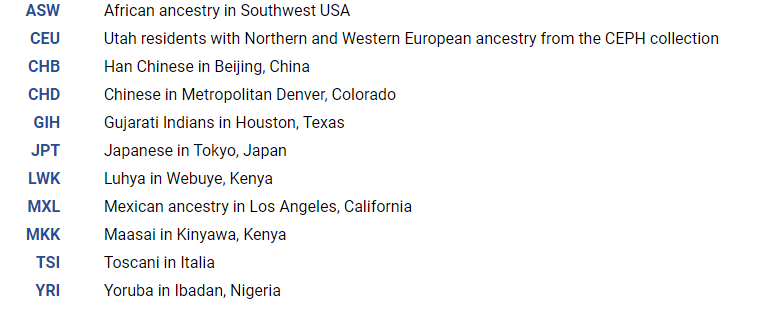 ASW African ancestry in Southwest USA
CEU Utah residents with Northern and Western European ancestry from the CEPH collection
CHB Han Chinese in Beijing, China
CHD Chinese in Metropolitan Denver, Colorado
GIH Gujarati Indians in Houston, Texas
JPT Japanese in Tokyo, Japan
LWK Luhya in Webuye, Kenya
MXL Mexican ancestry in Los Angeles, California
MKK Maasai in Kinyawa, Kenya
TSI Toscani in Italia
YRI Yoruba in Ibadan, Nigeria